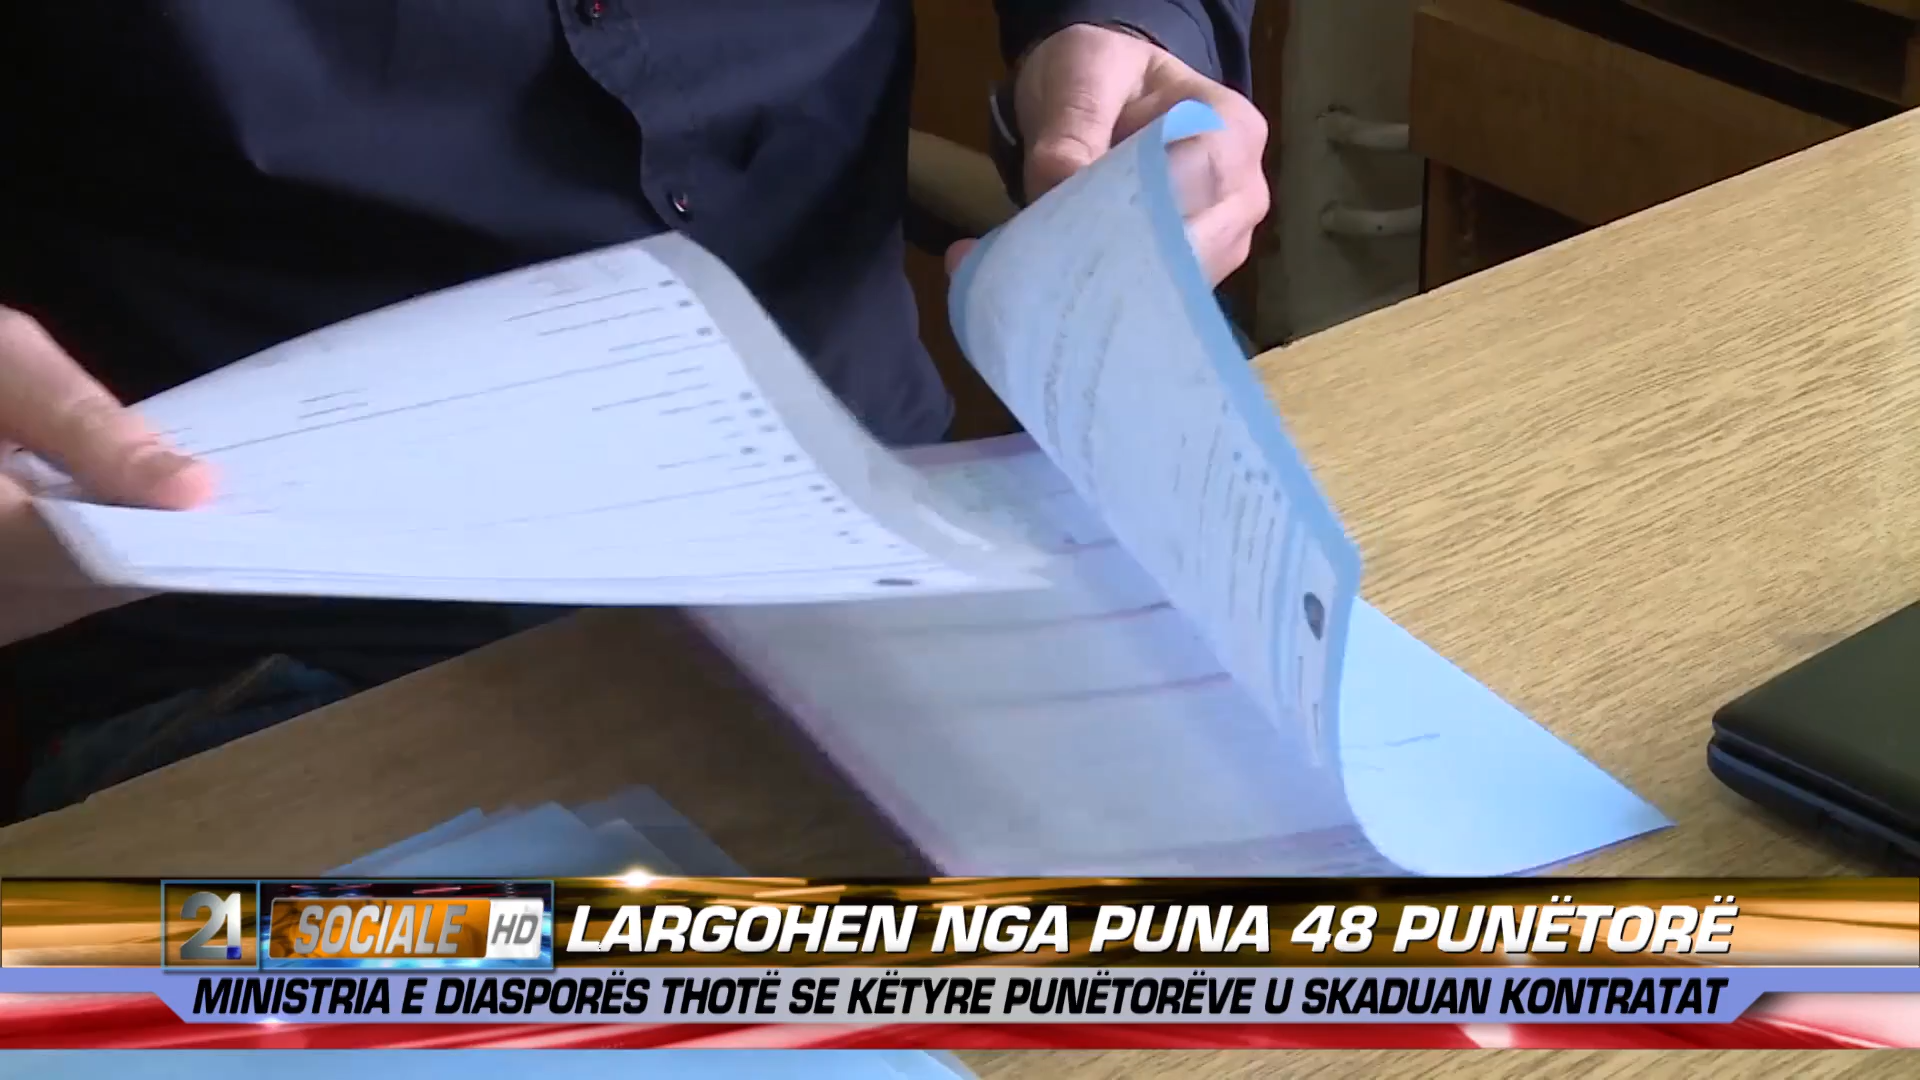 21 SOCIALE HD LARGOHEN NGA PUNA 48 PUNËTORË
MINISTRIA E DIASPORËS THOTË SE KËTYRE PUNËTORËVE U SKADUAN KONTRATAT